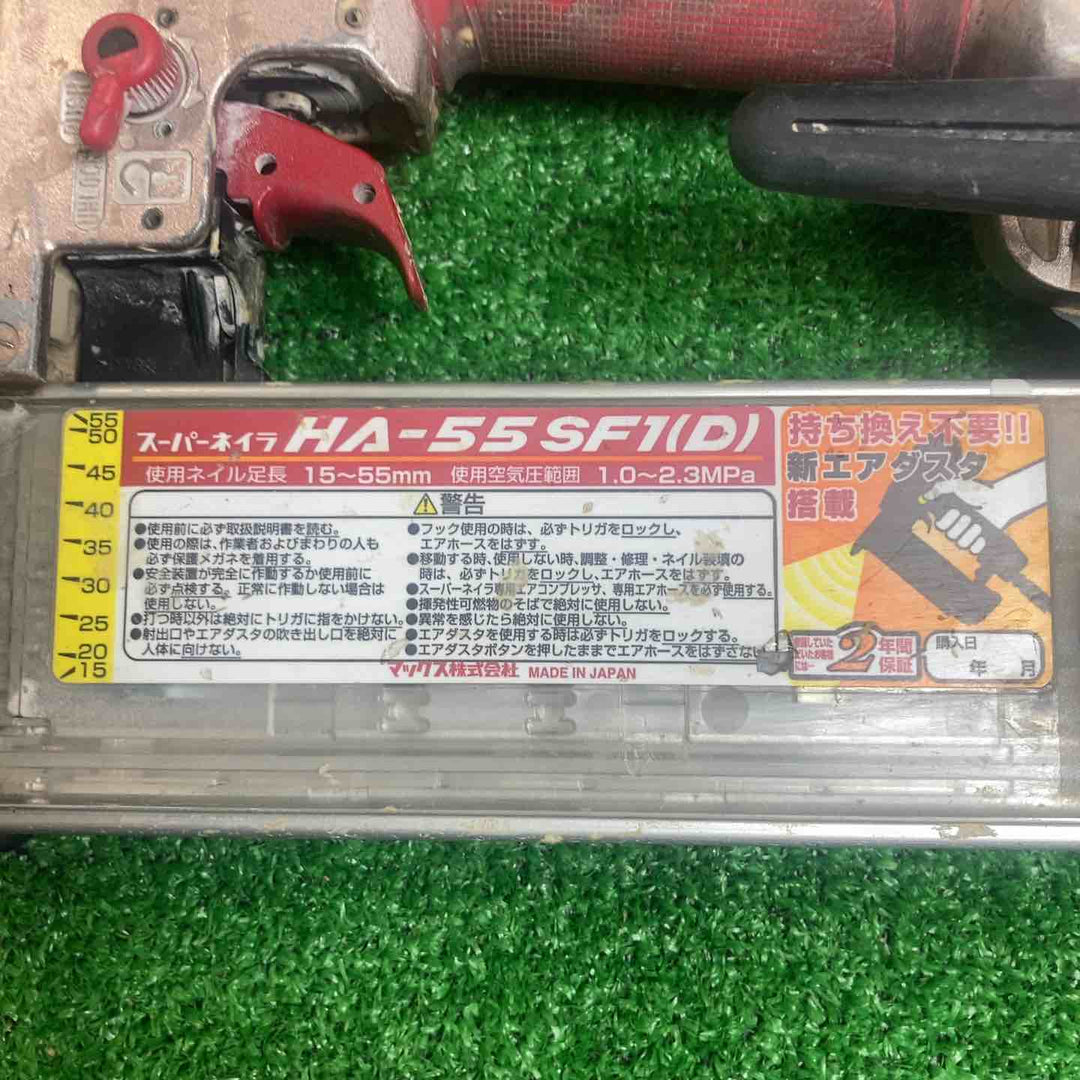 55
50
45
40
35
30
25
20
15
スーパーネイラ HA-55 SF1(D)
使用ネイル足長 15～55mm 使用空気圧範囲 1.0～2.3MPa
警告
●使用前に必ず取扱説明書を読む。
●使用の際は、作業者およびまわりの人も
必ず保護メガネを着用する。
●安全装置が完全に作動するか使用前に
必ず点検する。正常に作動しない場合は
使用しない。
●打つ時以外は絶対にトリガに指をかけない。
●射出口やエアダスタの吹き出し口を絶対に
人体に向けない。
●フック使用の時は、必ずトリガをロックし、
エアホースをはずす。
●移動する時、使用しない時、調整・修理・ネイル装填の
時は、必ずトリガをロックし、エアホースをはずす。
●スーパーネイラ専用エアコンプレッサ、専用エアホースを必ず使用する。
●揮発性可燃物のそばで絶対に使用しない。
●異常を感じたら絶対に使用しない。
●エアダスタを使用する時は必ずトリガをロックする。
●エアダスタボタンを押したままでエアホースをはずさない
マックス株式会社 MADE IN JAPAN
持ち換え不要!!
新エアダスタ
搭載
2年間
保証
購入日
年 月